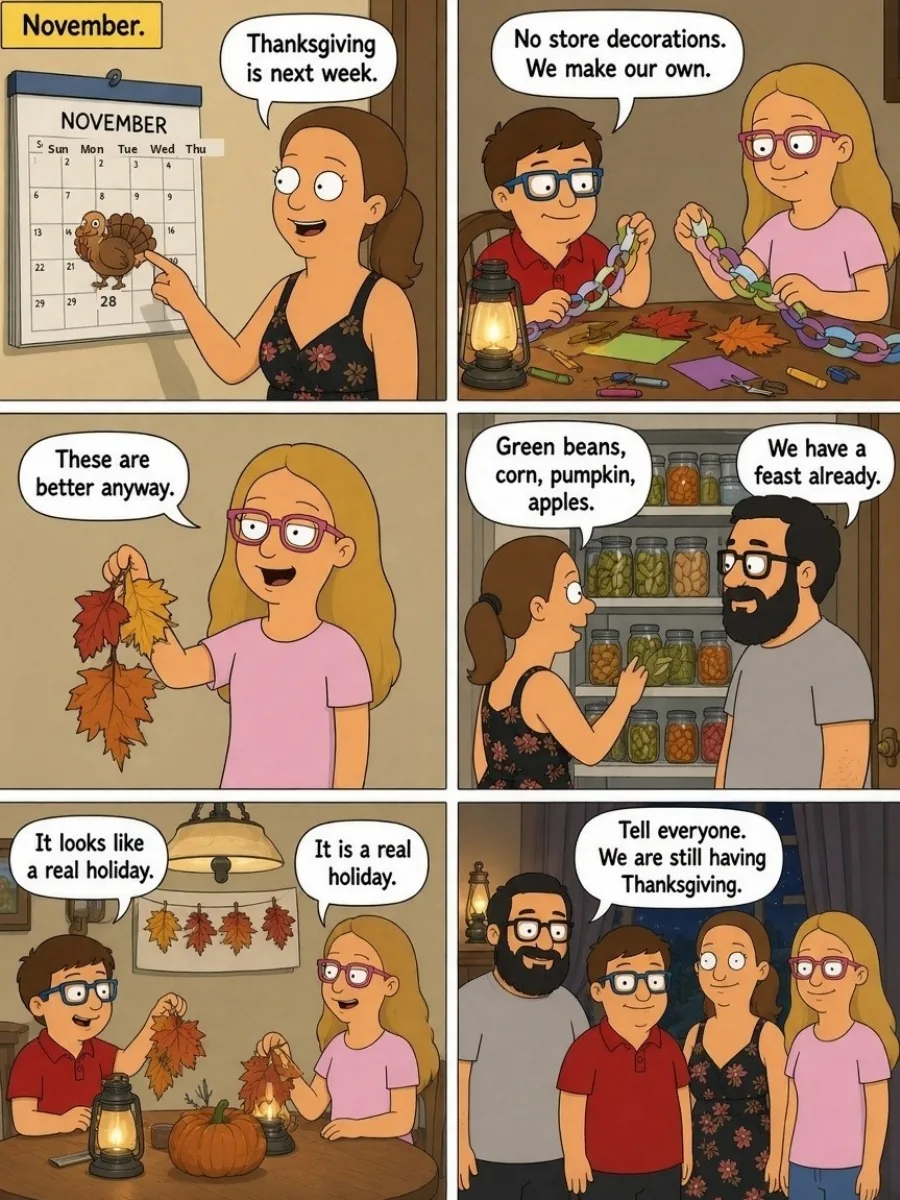 November.
Thanksgiving
is next week.
NOVEMBER
S Sun Mon Tue Wed Thu
2 2 3 4
6 7 8 9 9
13 14 16
22 21 20
29 29 28
No store decorations.
We make our own.
These are
better anyway.
Green beans,
corn, pumpkin,
apples.
We have a
feast already.
It looks like
a real holiday.
It is a real
holiday.
Tell everyone.
We are still having
Thanksgiving.